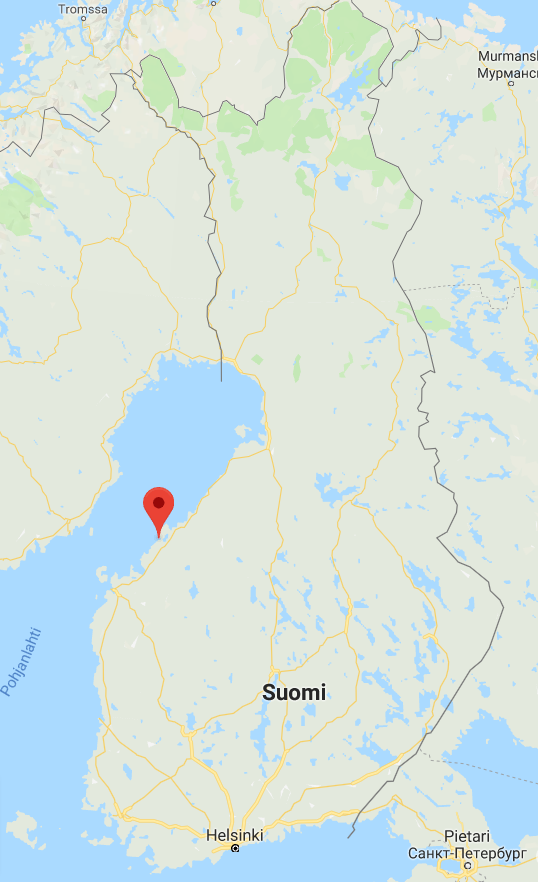 Tromssa
Murmansk
Мурманск
Pohjanlahti
Suomi
Helsinki
Pietari
Санкт-Петербург